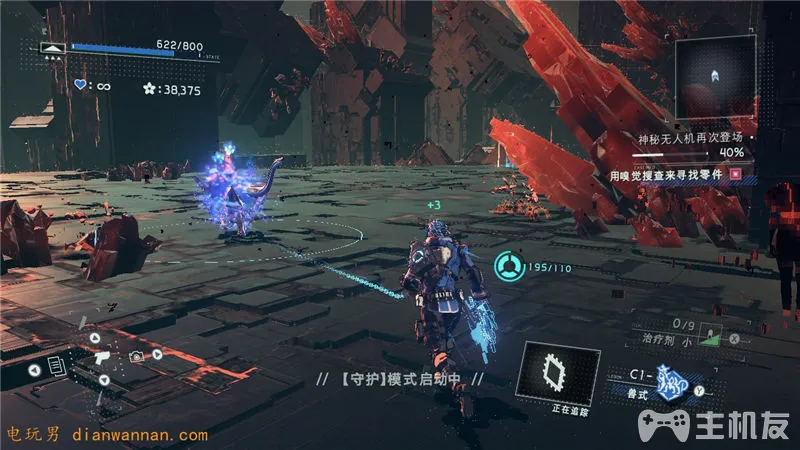 622/800
STATE
: ∞
:38,375
神秘无人机再次登场
40%
用嗅觉搜查来寻找零件
+3
195/110
0/9
治疗剂 小
X
// 【守护】模式启动中 //
C1-
兽式
Y
正在追踪
电玩男 dianwannan.com
主机友